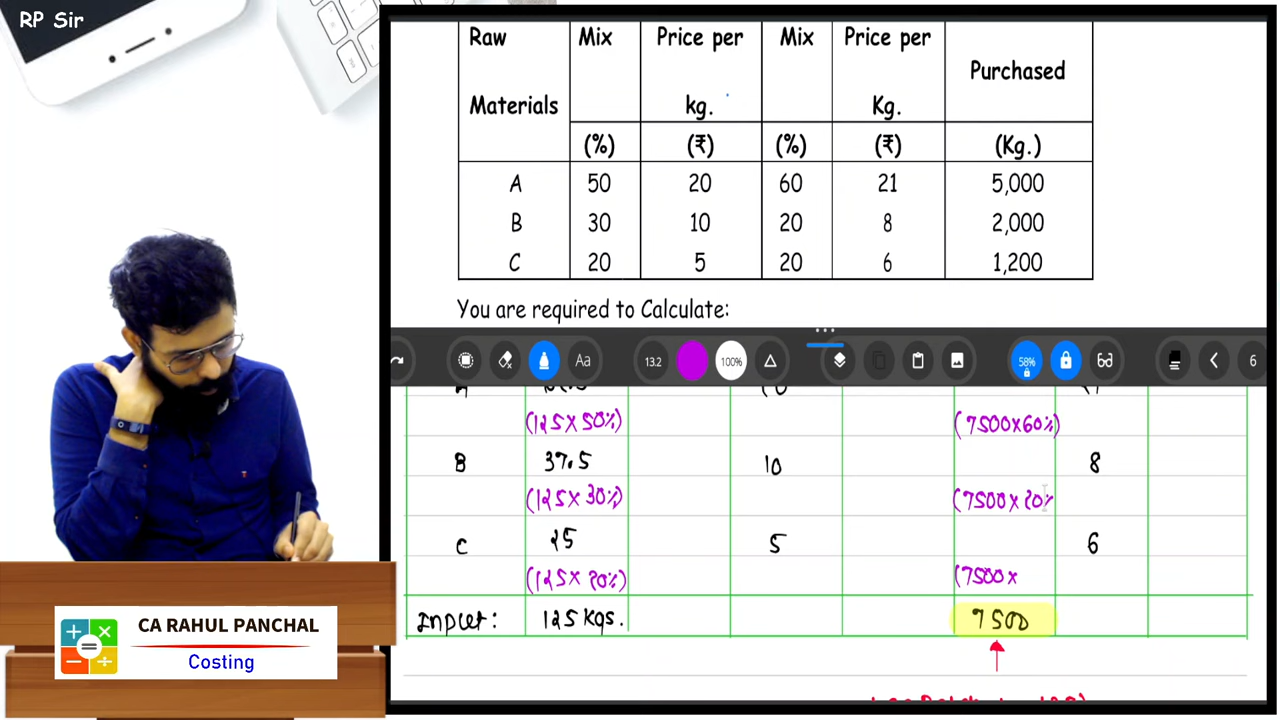 RP Sir
Raw Mix Price per Mix Price per
Purchased
Materials kg. Kg.
(%) (₹) (%) (₹) (Kg.)
A 50 20 60 21 5,000
B 30 10 20 8 2,000
C 20 5 20 6 1,200
You are required to Calculate:
Aa 13.2 100% 58% 6
(125 x 50%) (7500x60%)
B 37.5 10 8
(125 x 30%) (7500 x 20%
C 25 5 6
(125 x 20%) (7500 x
Input: 125 Kgs. 7500
CA RAHUL PANCHAL
Costing